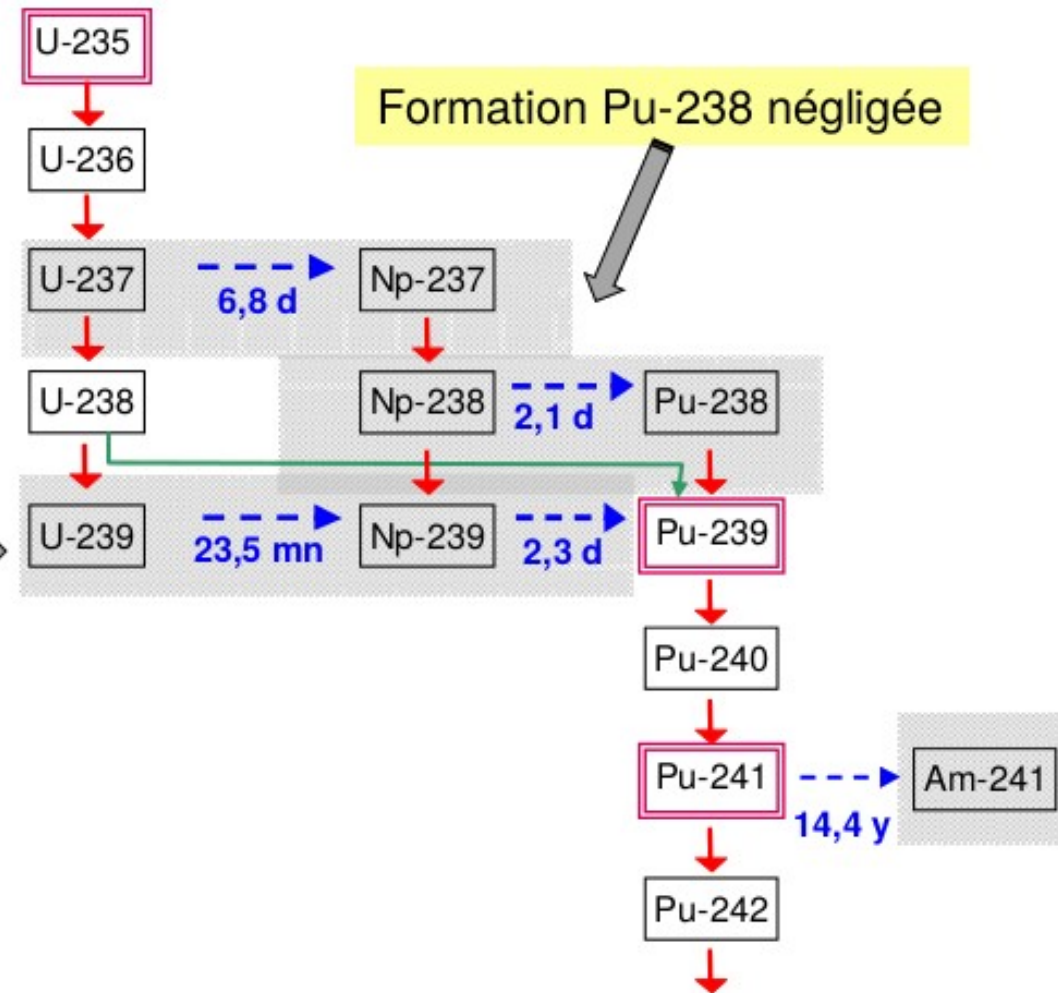 U-235
Formation Pu-238 négligée
U-236
U-237
6,8 d
Np-237
U-238
Np-238
2,1 d
Pu-238
U-239
23,5 mn
Np-239
2,3 d
Pu-239
Pu-240
Pu-241
14,4 y
Am-241
Pu-242